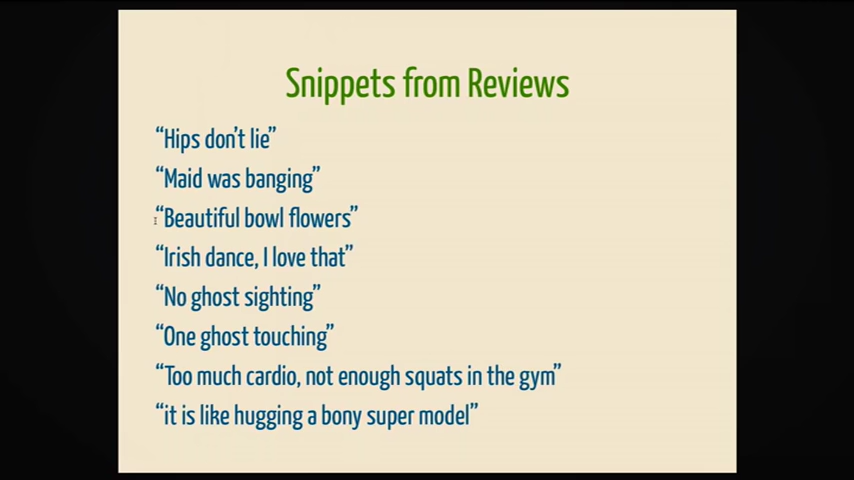 Snippets from Reviews
“Hips don’t lie”
“Maid was banging”
“Beautiful bowl flowers”
“Irish dance, I love that”
“No ghost sighting”
“One ghost touching”
“Too much cardio, not enough squats in the gym”
“it is like hugging a bony super model”